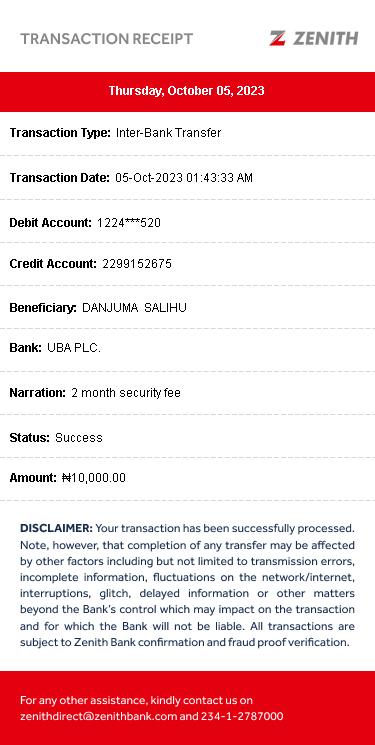 TRANSACTION RECEIPT
ZENITH
Thursday, October 05, 2023
Transaction Type: Inter-Bank Transfer
Transaction Date: 05-Oct-2023 01:43:33 AM
Debit Account: 1224***520
Credit Account: 2299152675
Beneficiary: DANJUMA SALIHU
Bank: UBA PLC.
Narration: 2 month security fee
Status: Success
Amount: ₦10,000.00
DISCLAIMER: Your transaction has been successfully processed.
Note, however, that completion of any transfer may be affected
by other factors including but not limited to transmission errors,
incomplete information, fluctuations on the network/internet,
interruptions, glitch, delayed information or other matters
beyond the Bank's control which may impact on the transaction
and for which the Bank will not be liable. All transactions are
subject to Zenith Bank confirmation and fraud proof verification.
For any other assistance, kindly contact us on
zenithdirect@zenithbank.com and 234-1-2787000